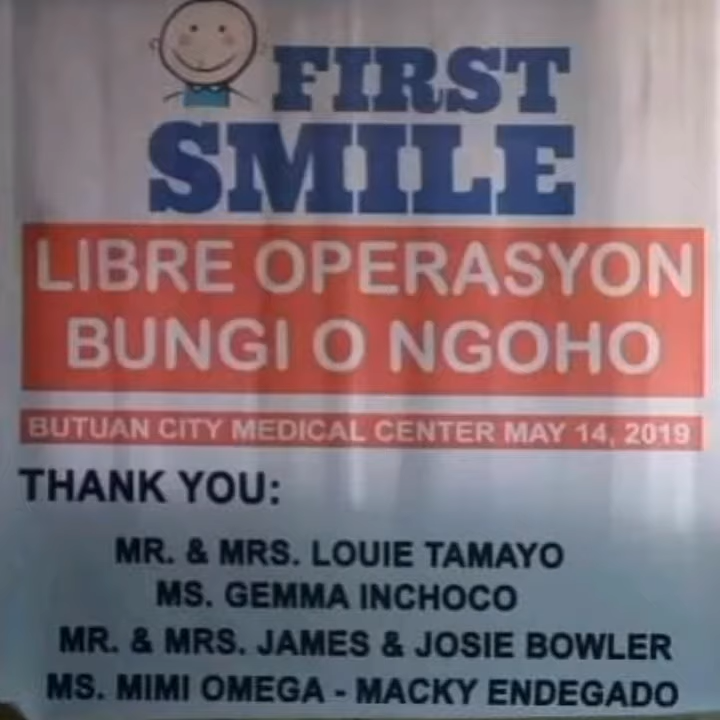 FIRST
SMILE
LIBRE OPERASYON
BUNGI O NGOHO
BUTUAN CITY MEDICAL CENTER MAY 14, 2019
THANK YOU:
MR. & MRS. LOUIE TAMAYO
MS. GEMMA INCHOCO
MR. & MRS. JAMES & JOSIE BOWLER
MS. MIMI OMEGA - MACKY ENDEGADO